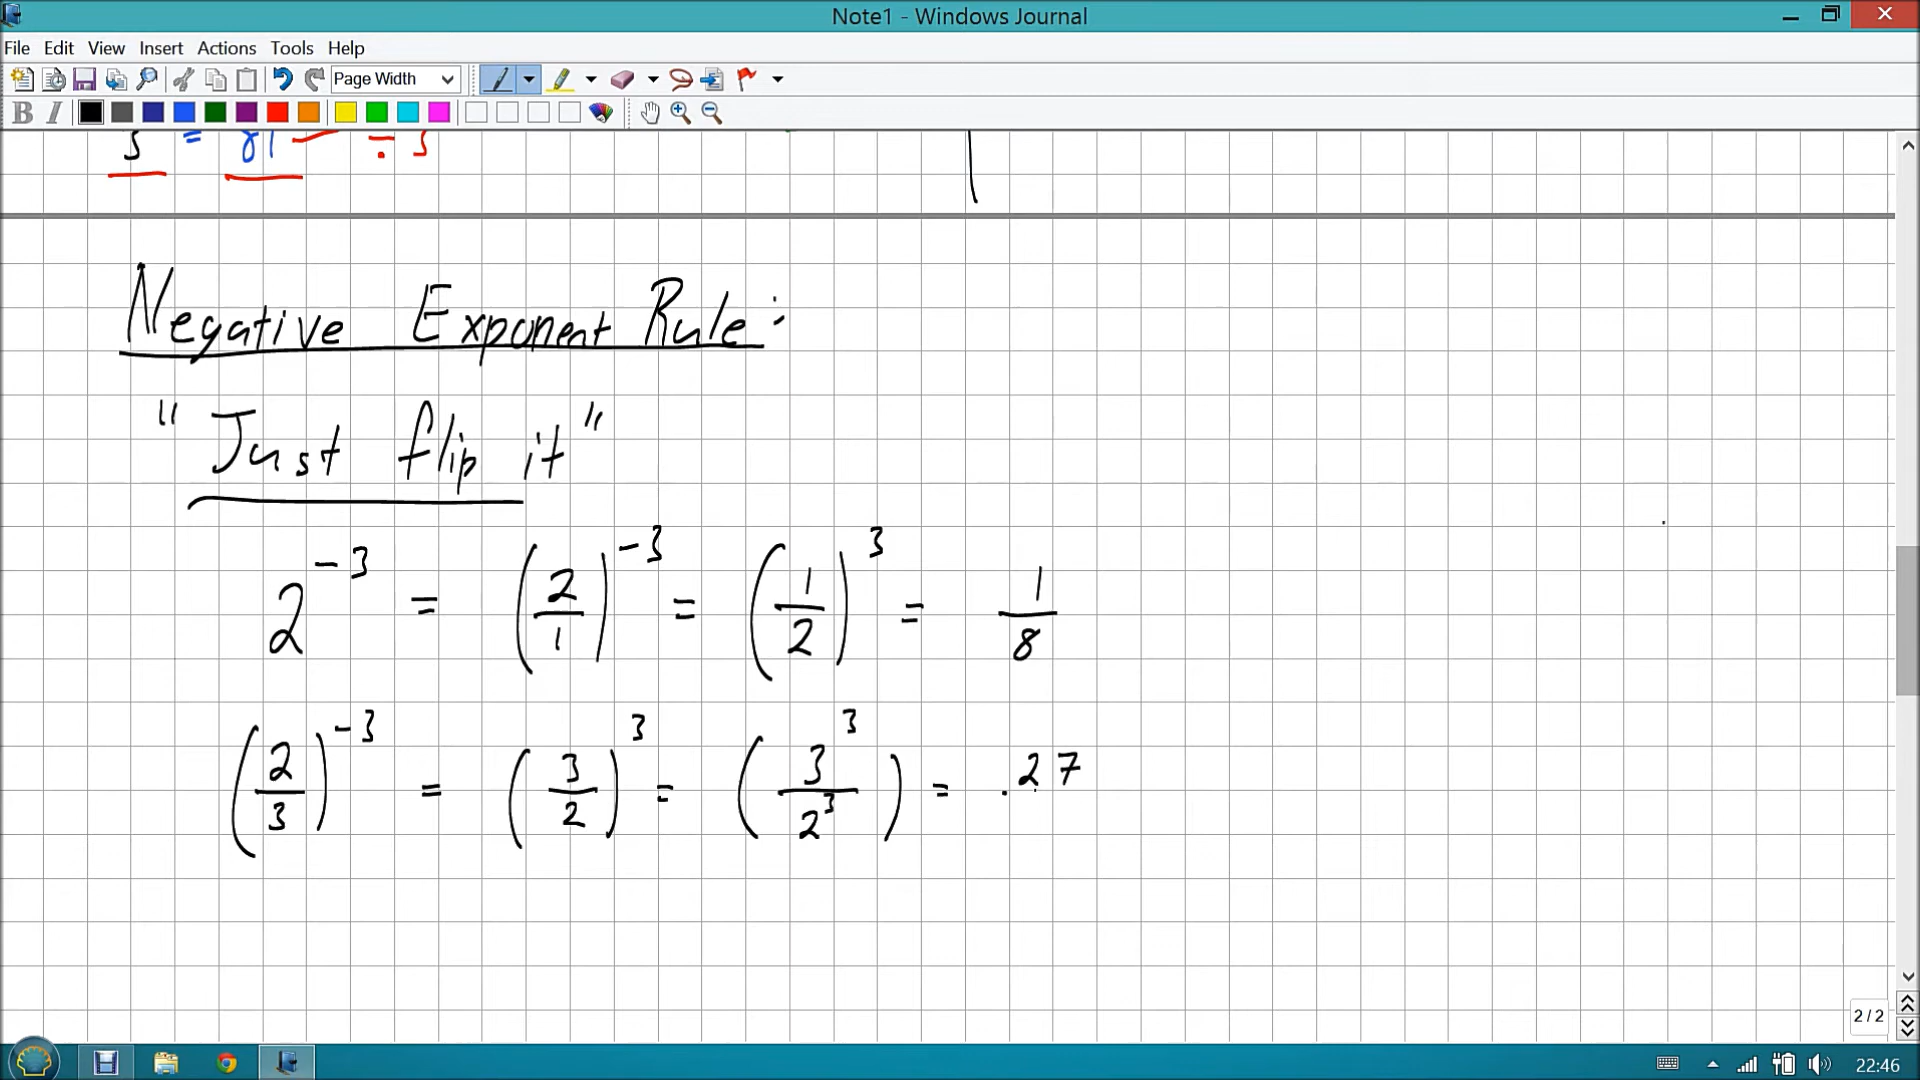 Note1 - Windows Journal
File Edit View Insert Actions Tools Help
Page Width
B I
= 81 ÷ 3
Negative Exponent Rule:
"Just flip it"
2^-3 = (2/1)^-3 = (1/2)^3 = 1/8
(2/3)^-3 = (3/2)^3 = (3^3/2^3) = 27
2 / 2
22:46